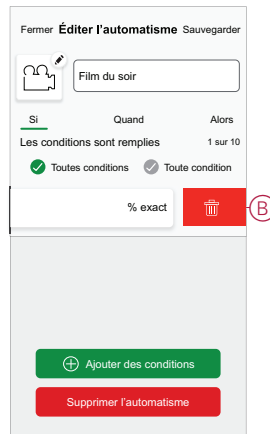 Fermer Éditer l'automatisme Sauvegarder
Film du soir
Si Quand Alors
Les conditions sont remplies 1 sur 10
Toutes conditions Toute condition
% exact
B
Ajouter des conditions
Supprimer l'automatisme